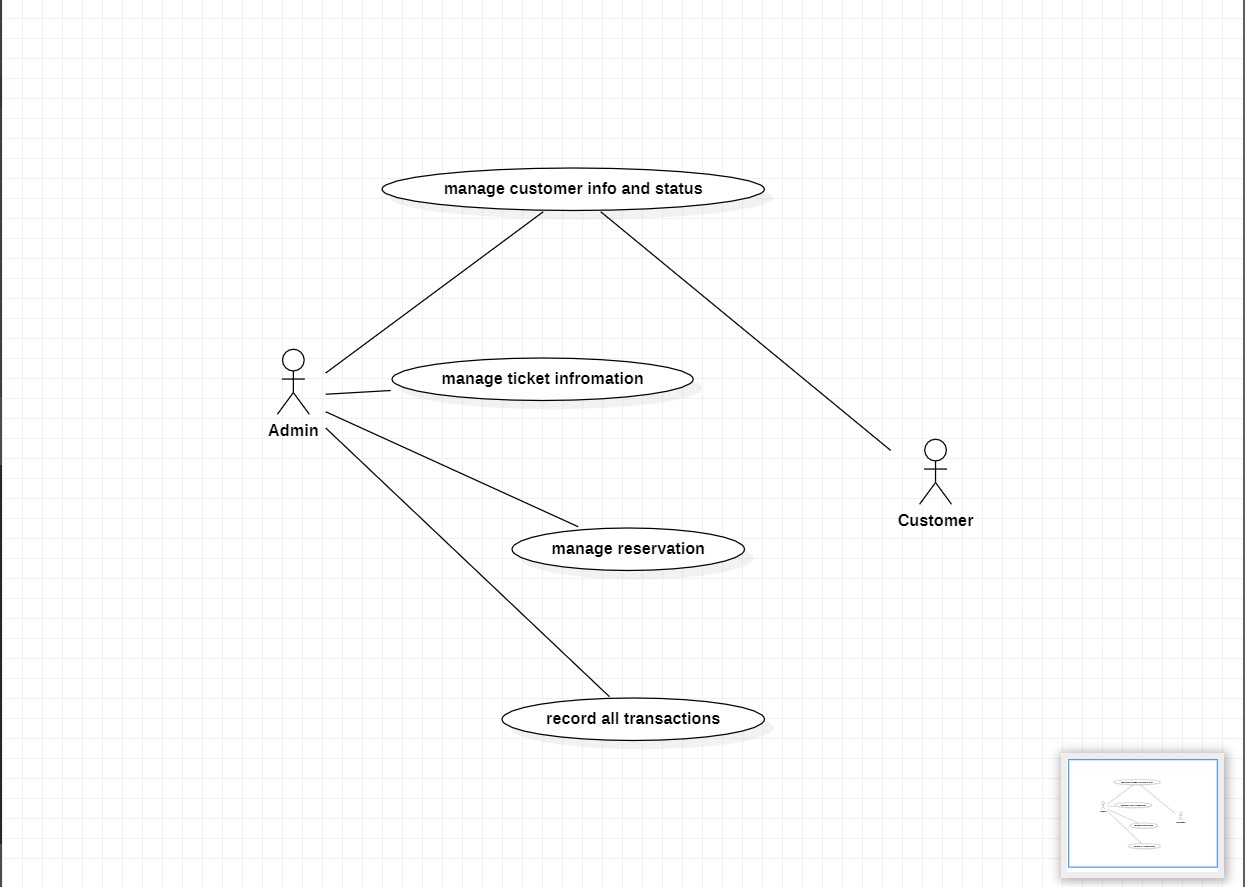 manage customer info and status
manage ticket infromation
Admin
Customer
manage reservation
record all transactions